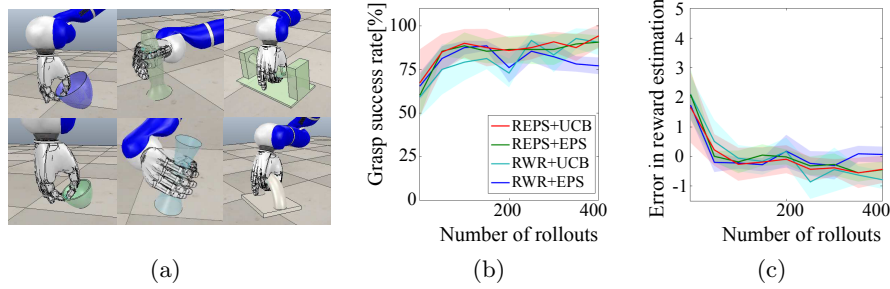 Grasp success rate[%]
100
75
50
25
0
REPS+UCB
REPS+EPS
RWR+UCB
RWR+EPS
200
400
Number of rollouts
Error in reward estimation
5
4
3
2
1
0
-1
200
400
Number of rollouts
(a)
(b)
(c)